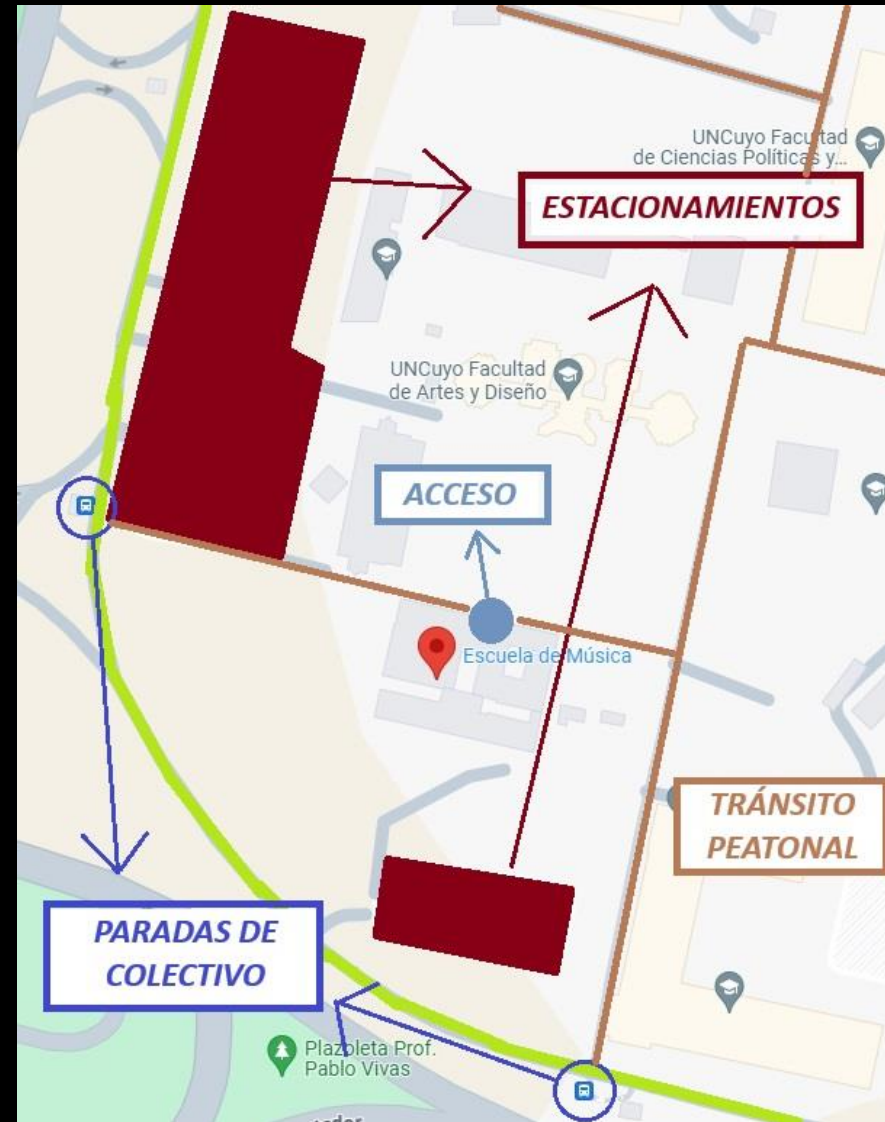 UNCuyo Facultad
de Ciencias Políticas y...
ESTACIONAMIENTOS
UNCuyo Facultad
de Artes y Diseño
ACCESO
Escuela de Música
TRÁNSITO
PEATONAL
PARADAS DE
COLECTIVO
Plazoleta Prof.
Pablo Vivas